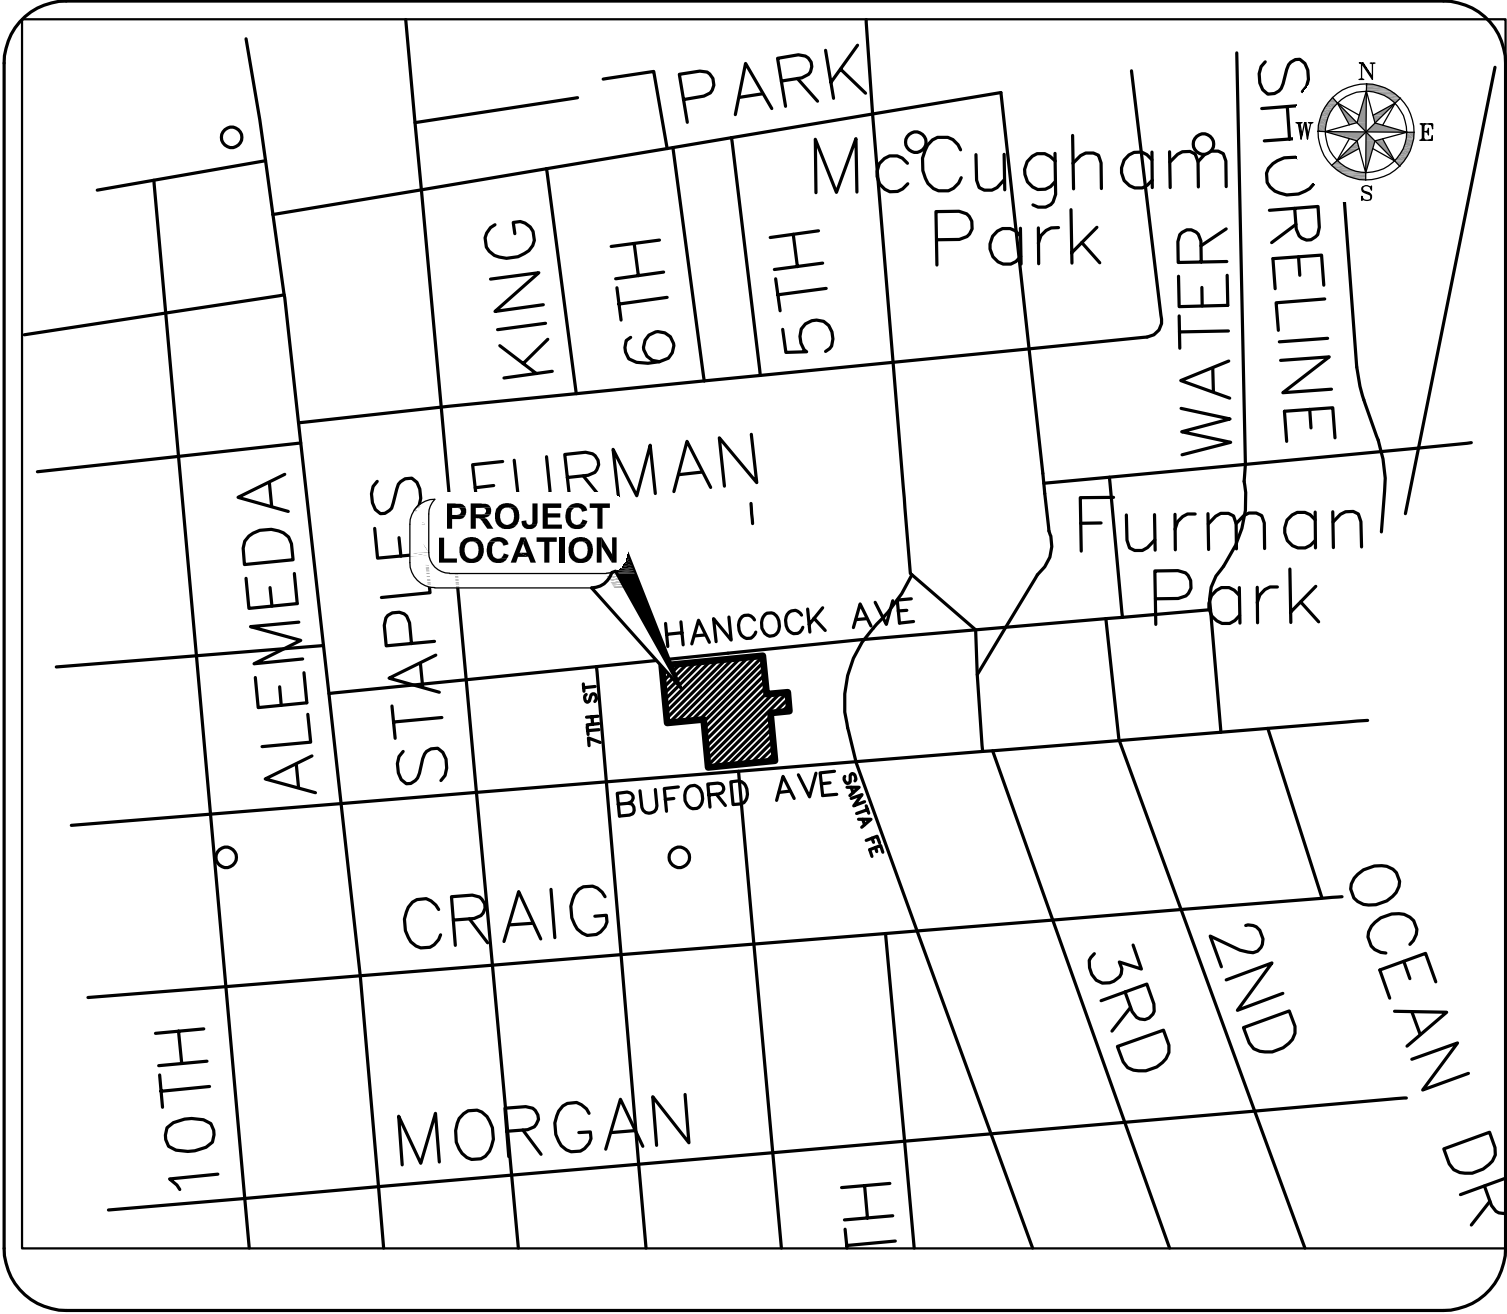 PARK
N
W
E
S
McCugham
Park
SHORELINE
WATER
KING
6TH
5TH
FURMAN
ALEMEDA
STAPLES
PROJECT
LOCATION
Furman
Park
HANCOCK AVE
7TH ST
BUFORD AVE
SANTA FE
CRAIG
OCEAN DR
3RD
2ND
10TH
MORGAN
TH